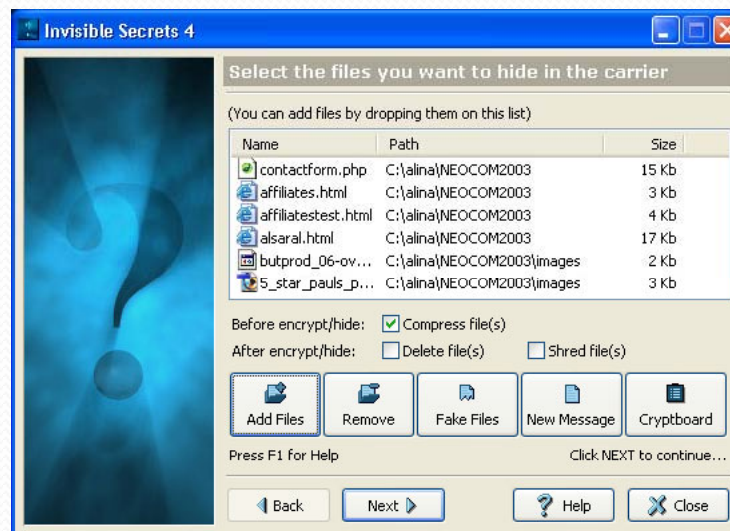 Invisible Secrets 4
Select the files you want to hide in the carrier
(You can add files by dropping them on this list)
Name Path Size
contactform.php C:\alina\NEOCOM2003 15 Kb
affiliates.html C:\alina\NEOCOM2003 3 Kb
affiliatestest.html C:\alina\NEOCOM2003 4 Kb
alsaral.html C:\alina\NEOCOM2003 17 Kb
butprod_06-ov... C:\alina\NEOCOM2003\images 2 Kb
5_star_pauls_p... C:\alina\NEOCOM2003\images 3 Kb
Before encrypt/hide: Compress file(s)
After encrypt/hide: Delete file(s) Shred file(s)
Add Files Remove Fake Files New Message Cryptboard
Press F1 for Help Click NEXT to continue...
Back Next Help Close